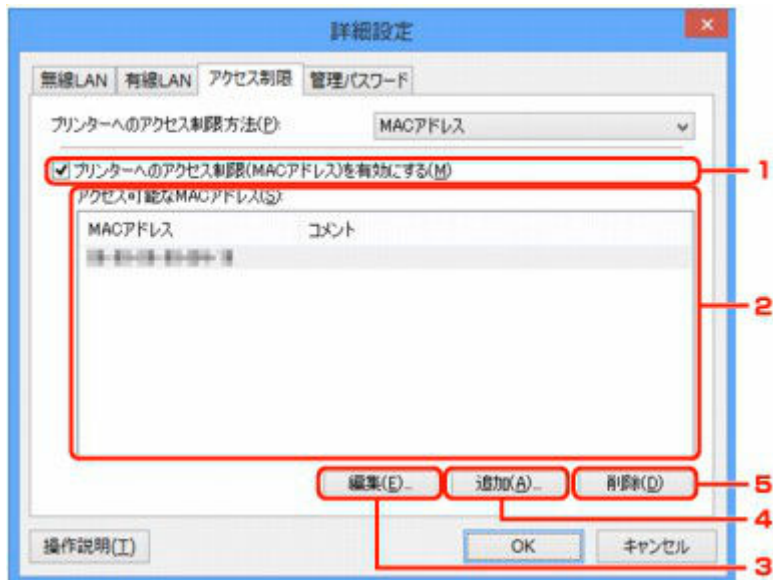 詳細設定
無線LAN 有線LAN アクセス制限 管理パスワード
プリンターへのアクセス制限方法(P): MACアドレス
プリンターへのアクセス制限(MACアドレス)を有効にする(M) 1
アクセス可能なMACアドレス(S):
MACアドレス コメント
2
編集(E)... 追加(A)... 削除(D) 5
4
操作説明(T) OK キャンセル
3